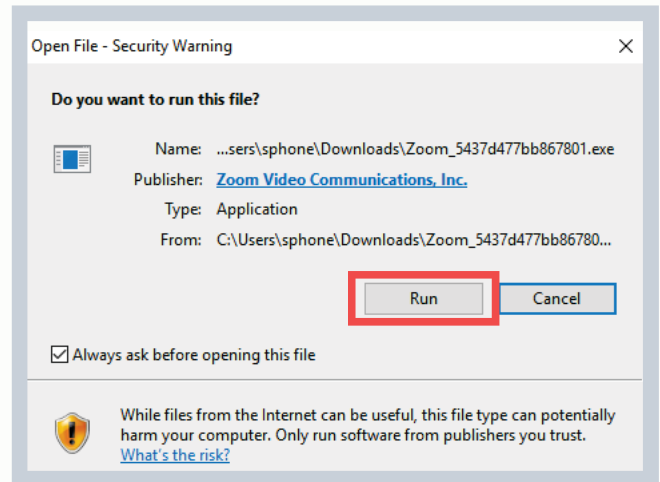 Open File - Security Warning
Do you want to run this file?
Name: ...sers\sphone\Downloads\Zoom_5437d477bb867801.exe
Publisher: Zoom Video Communications, Inc.
Type: Application
From: C:\Users\sphone\Downloads\Zoom_5437d477bb86780...
Run Cancel
Always ask before opening this file
While files from the Internet can be useful, this file type can potentially
harm your computer. Only run software from publishers you trust.
What's the risk?